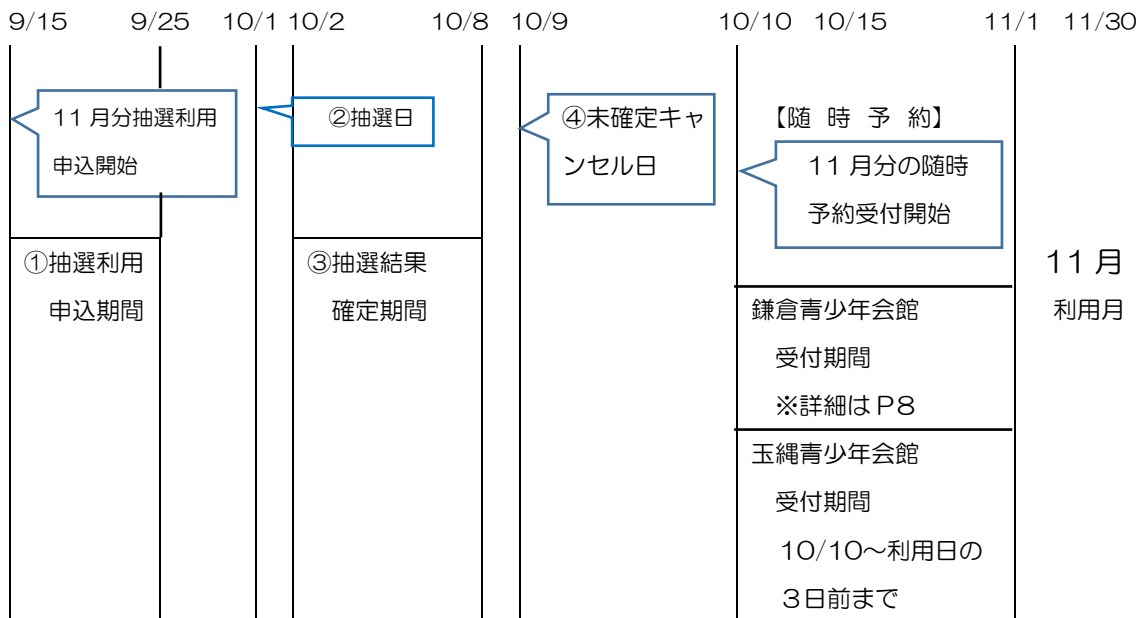 9/15 9/25 10/1 10/2 10/8 10/9 10/10 10/15 11/1 11/30
11月分抽選利用
申込開始
②抽選日
④未確定キャ
ンセル日
【随 時 予 約】
11月分の随時
予約受付開始
①抽選利用
申込期間
③抽選結果
確定期間
11月
利用月
鎌倉青少年会館
受付期間
※詳細はP8
玉縄青少年会館
受付期間
10/10～利用日の
3日前まで